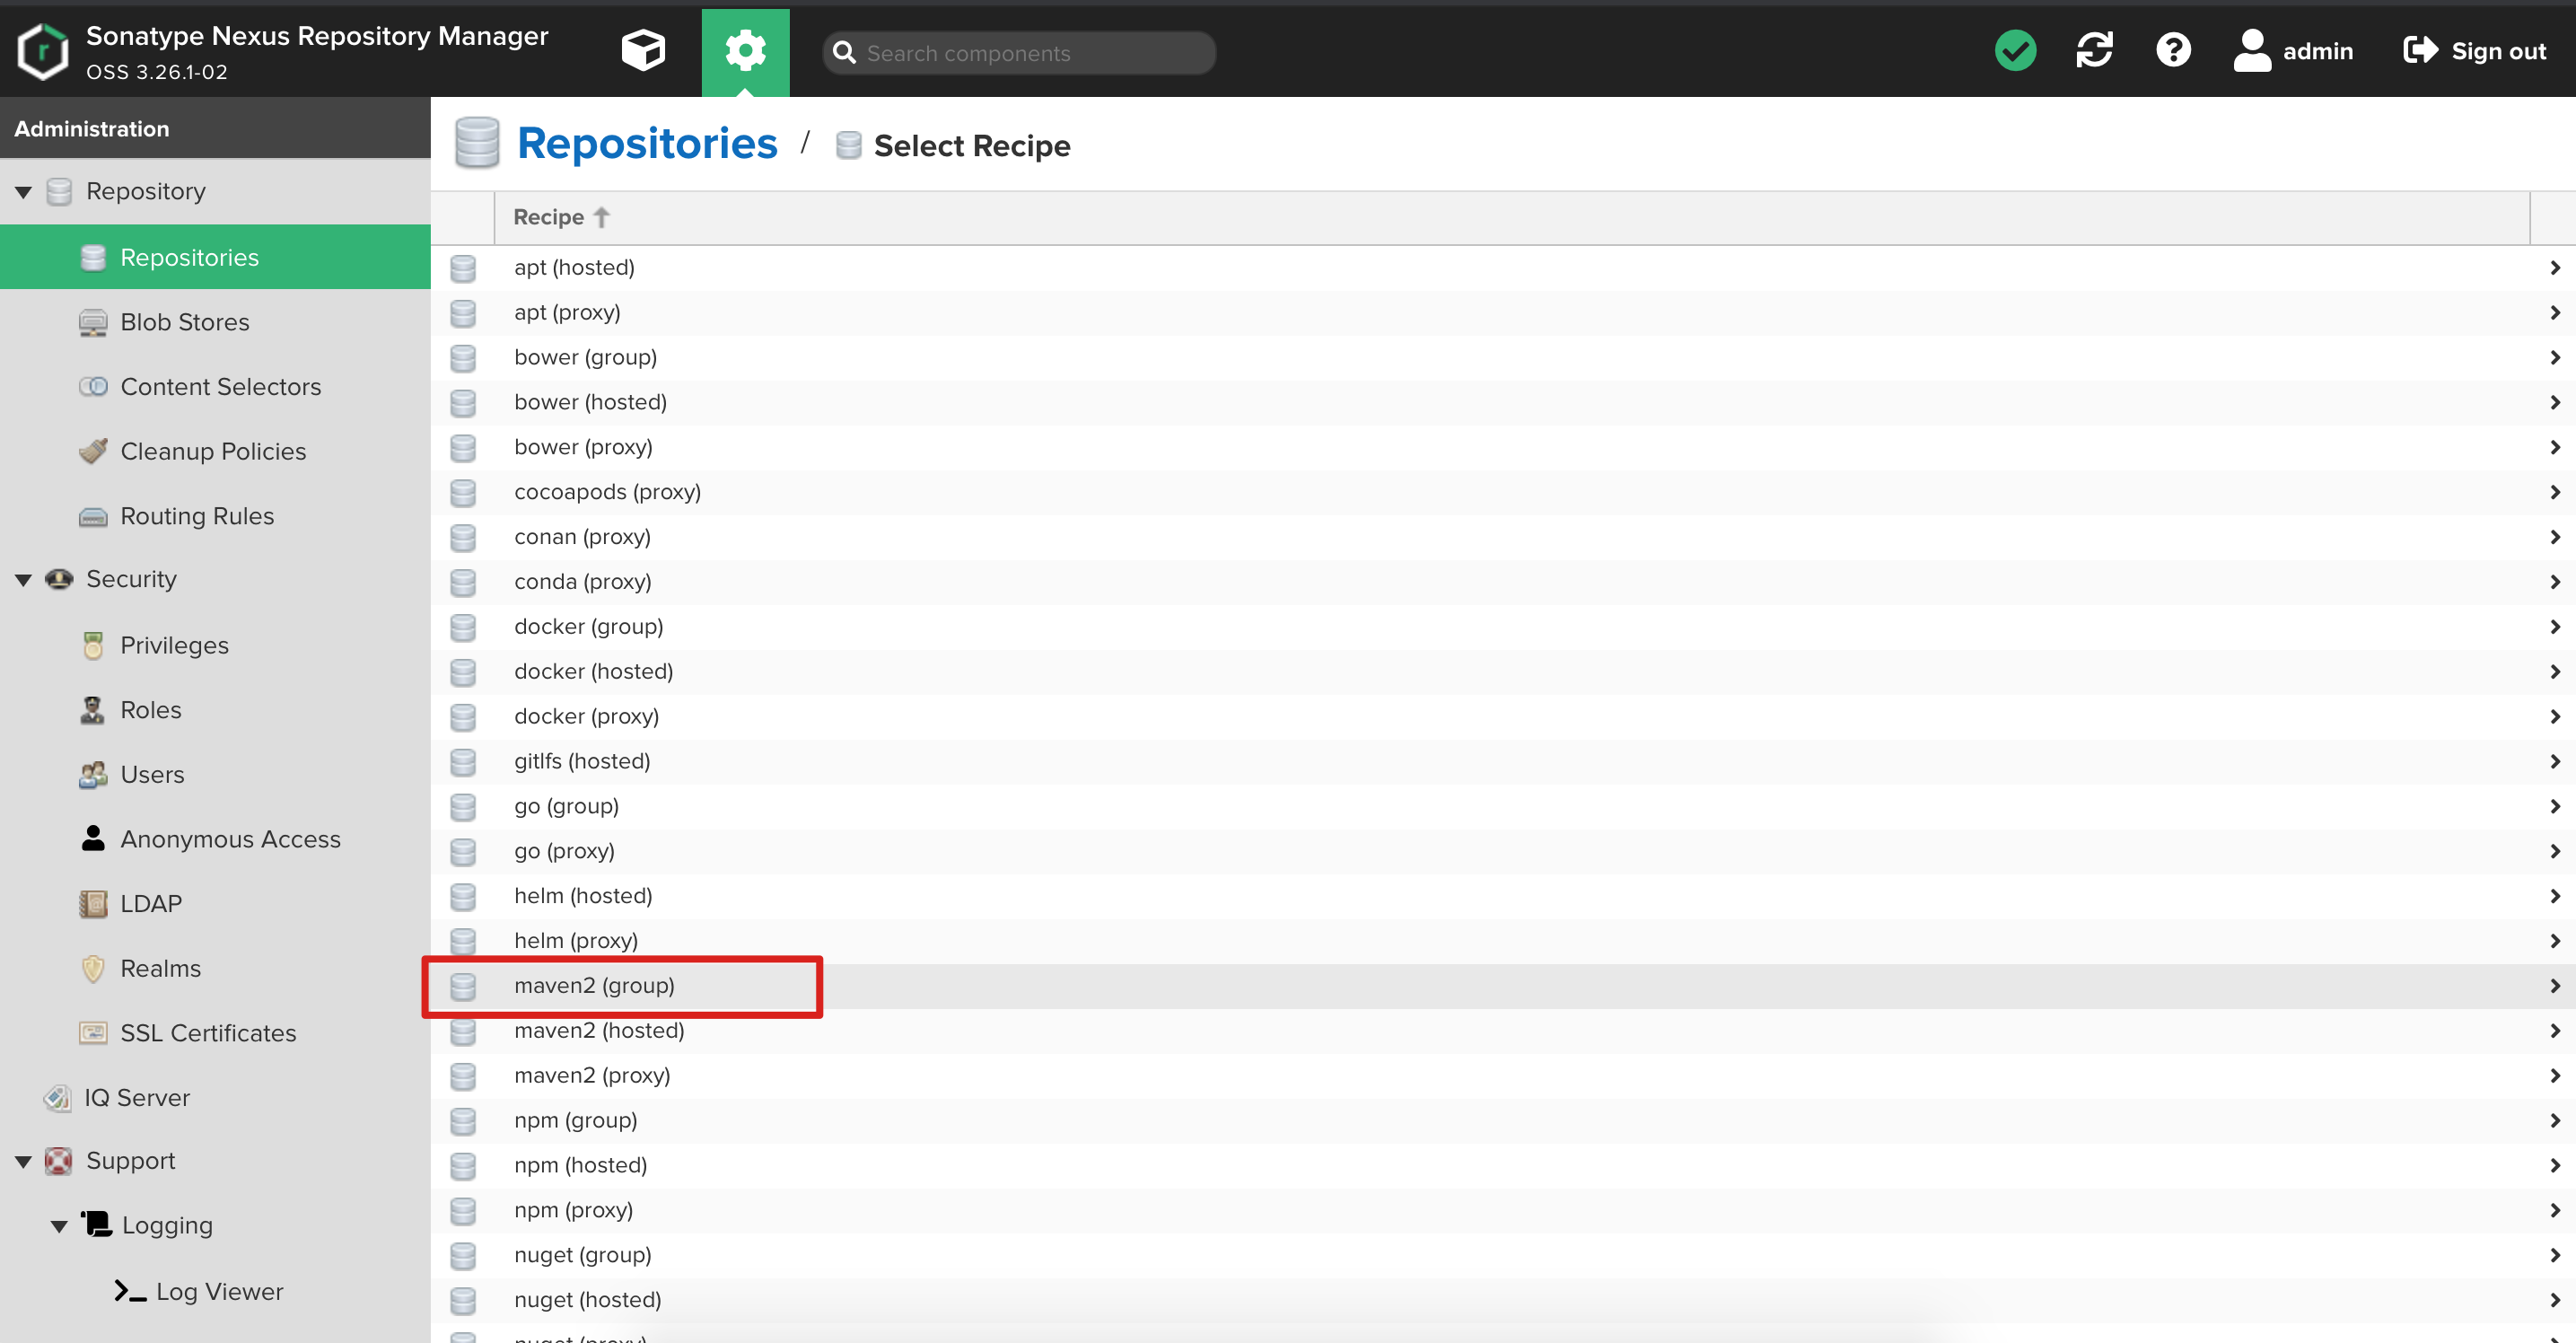 Sonatype Nexus Repository Manager
OSS 3.26.1-02
Search components
admin
Sign out
Administration
Repository
Repositories
Blob Stores
Content Selectors
Cleanup Policies
Routing Rules
Security
Privileges
Roles
Users
Anonymous Access
LDAP
Realms
SSL Certificates
IQ Server
Support
Logging
Log Viewer
Repositories / Select Recipe
Recipe
apt (hosted)
apt (proxy)
bower (group)
bower (hosted)
bower (proxy)
cocoapods (proxy)
conan (proxy)
conda (proxy)
docker (group)
docker (hosted)
docker (proxy)
gitlfs (hosted)
go (group)
go (proxy)
helm (hosted)
helm (proxy)
maven2 (group)
maven2 (hosted)
maven2 (proxy)
npm (group)
npm (hosted)
npm (proxy)
nuget (group)
nuget (hosted)
nuget (proxy)